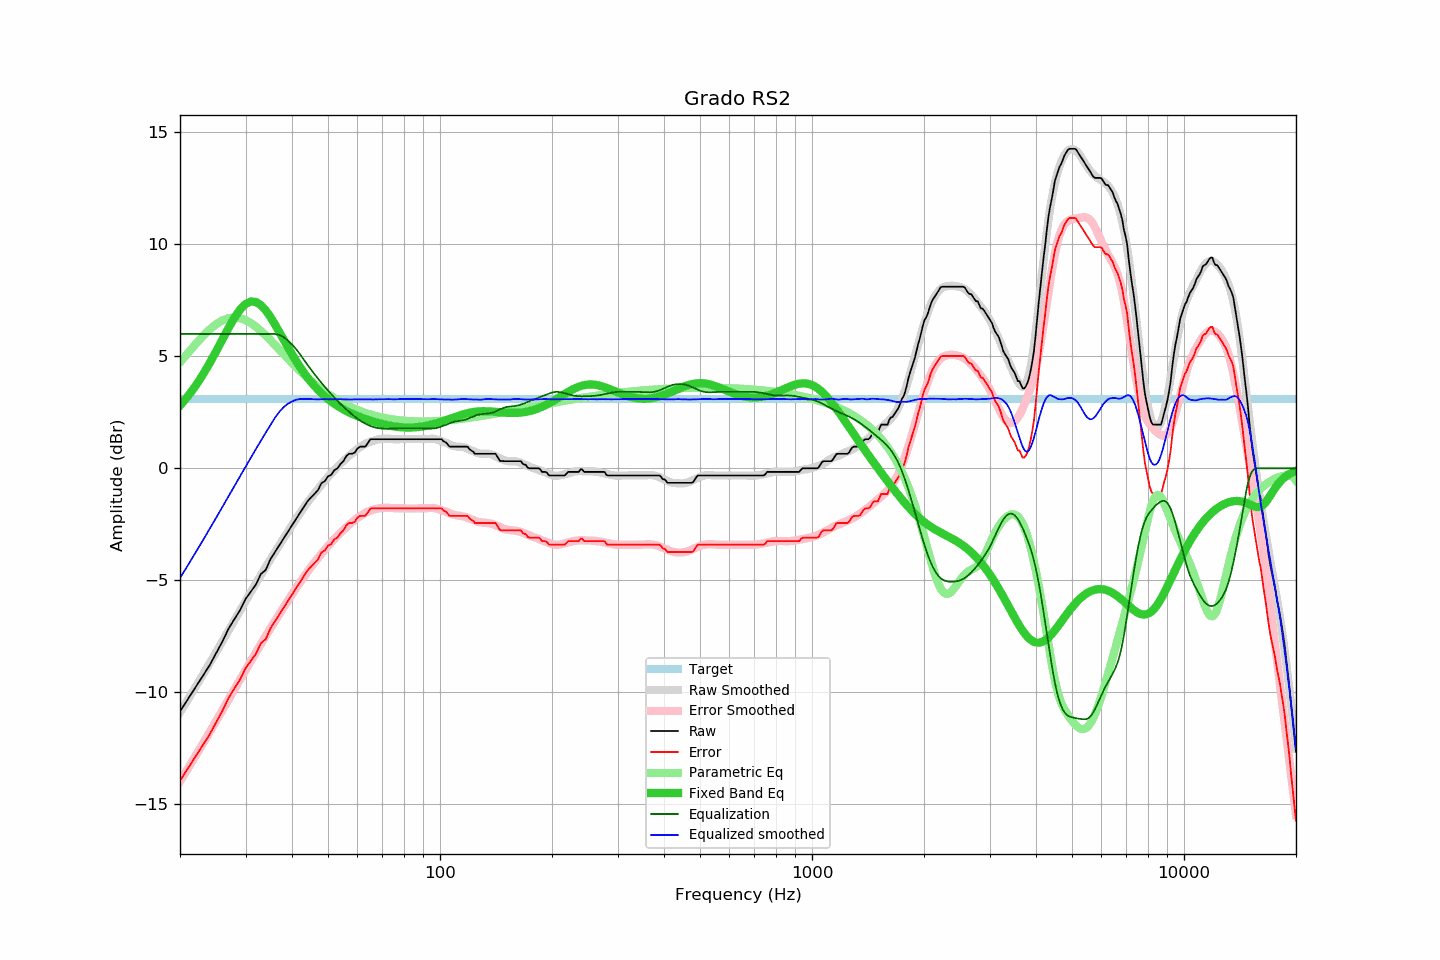 Grado RS2
15
10
5
0
−5
−10
−15
Amplitude (dBr)
100
1000
10000
Frequency (Hz)
Target
Raw Smoothed
Error Smoothed
Raw
Error
Parametric Eq
Fixed Band Eq
Equalization
Equalized smoothed